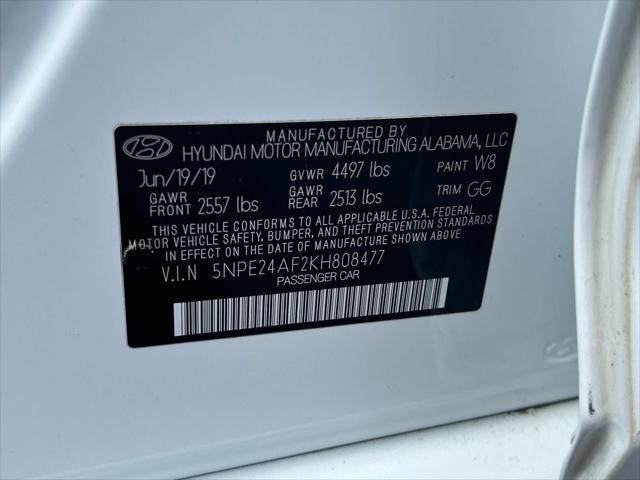 MANUFACTURED BY
HYUNDAI MOTOR MANUFACTURING ALABAMA, LLC
Jun/19/19 GVWR 4497 lbs PAINT W8
GAWR FRONT 2557 lbs GAWR REAR 2513 lbs TRIM GG
THIS VEHICLE CONFORMS TO ALL APPLICABLE U.S.A. FEDERAL
MOTOR VEHICLE SAFETY, BUMPER, AND THEFT PREVENTION STANDARDS
IN EFFECT ON THE DATE OF MANUFACTURE SHOWN ABOVE.
V.I.N 5NPE24AF2KH808477
PASSENGER CAR